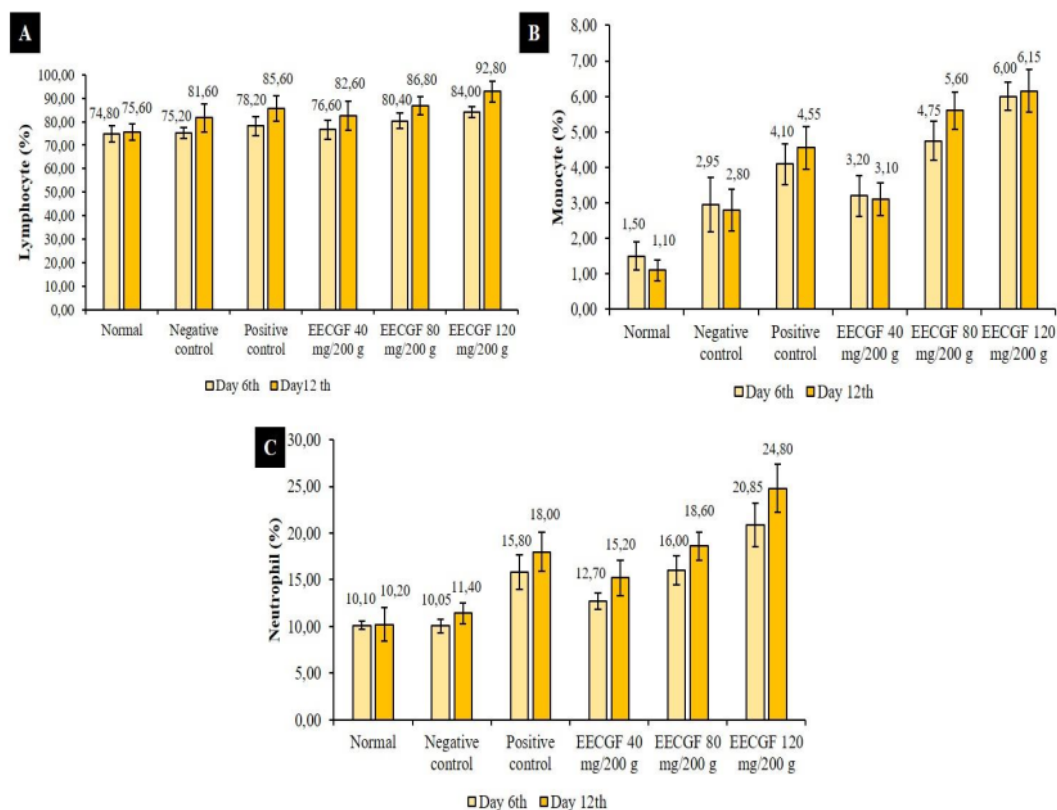 A
Lymphocyte (%)
100,00
90,00
80,00
70,00
60,00
50,00
40,00
30,00
20,00
10,00
0,00
74,80 75,60
75,20 81,60
78,20 85,60
76,60 82,60
80,40 86,80
84,00 92,80
Normal
Negative
control
Positive
control
EECGF 40
mg/200 g
EECGF 80
mg/200 g
EECGF 120
mg/200 g
Day 6th Day12 th
B
Monocyte (%)
8,00
7,00
6,00
5,00
4,00
3,00
2,00
1,00
0,00
1,50 1,10
2,95 2,80
4,10 4,55
3,20 3,10
4,75 5,60
6,00 6,15
Normal
Negative
control
Positive
control
EECGF 40
mg/200 g
EECGF 80
mg/200 g
EECGF 120
mg/200 g
Day 6th Day 12th
C
Neutrophil (%)
30,00
25,00
20,00
15,00
10,00
5,00
0,00
10,10 10,20
10,05 11,40
15,80 18,00
12,70 15,20
16,00 18,60
20,85 24,80
Normal
Negative
control
Positive
control
EECGF 40
mg/200 g
EECGF 80
mg/200 g
EECGF 120
mg/200 g
Day 6th Day 12th